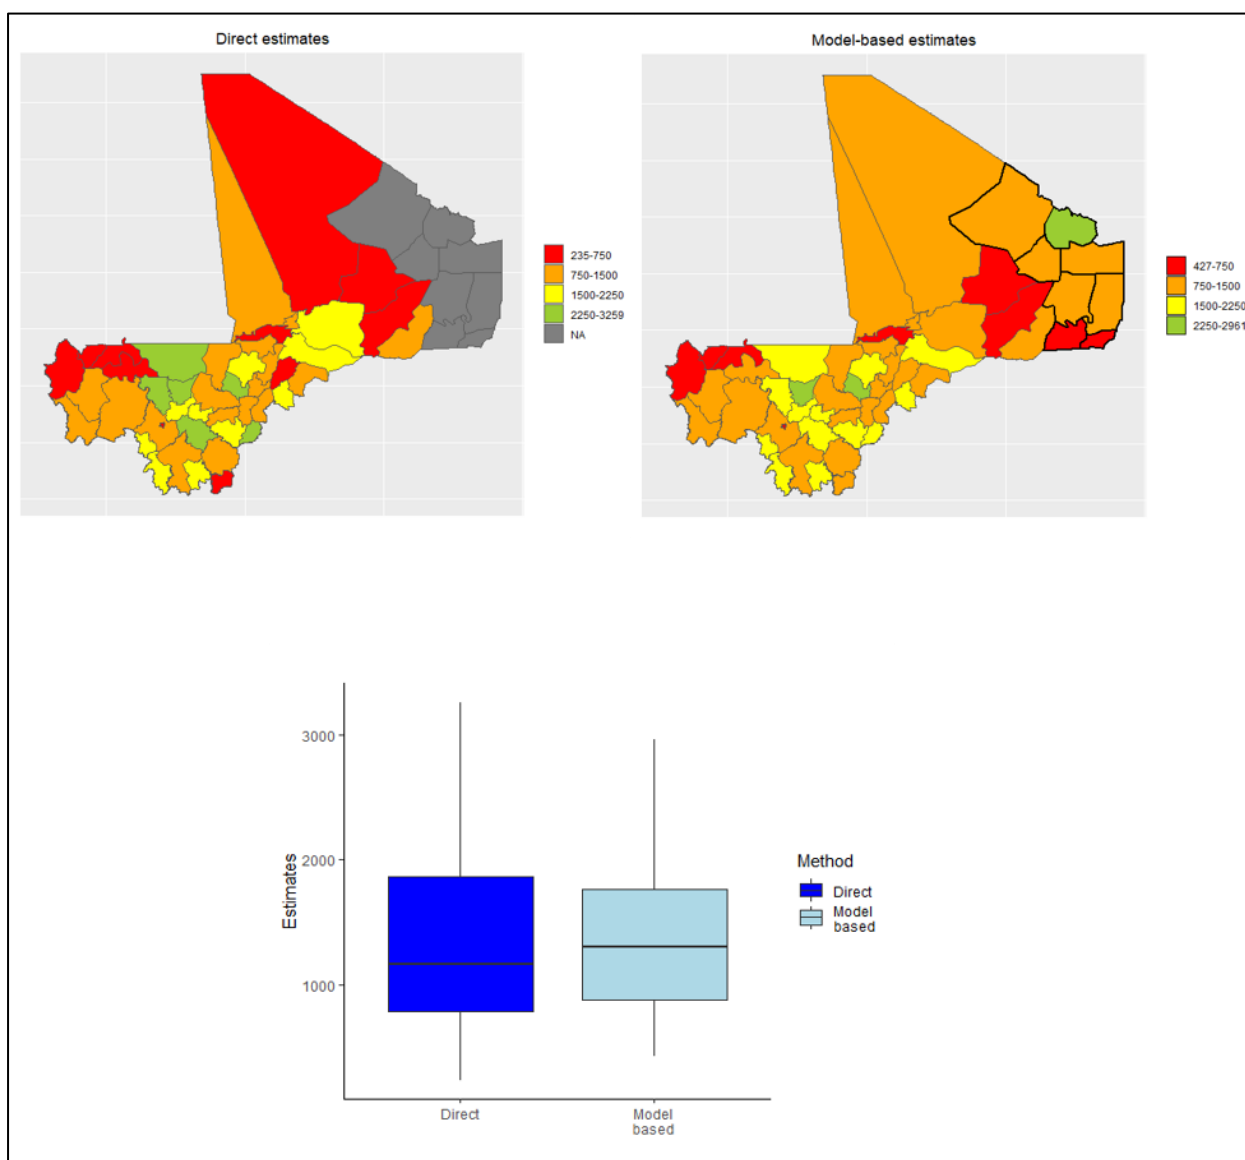 Direct estimates
Model-based estimates
235-750
750-1500
1500-2250
2250-3259
NA
427-750
750-1500
1500-2250
2250-2961
3000
2000
1000
Estimates
Direct
Model
based
Method
Direct
Model
based